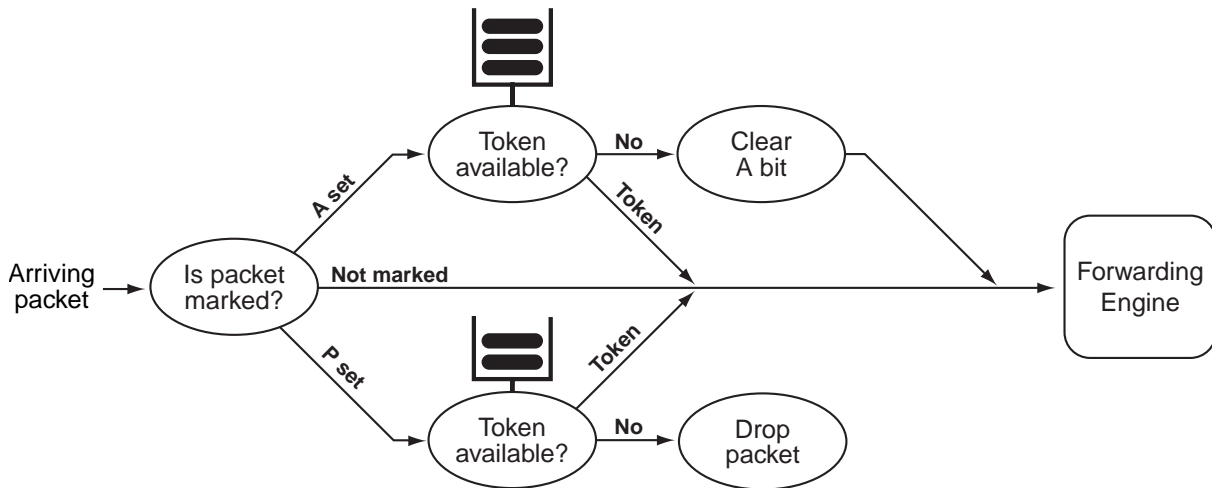 Token
available?
No
Clear
A bit
A set
Token
Arriving
packet
Is packet
marked?
Not marked
Forwarding
Engine
P set
Token
Token
available?
No
Drop
packet